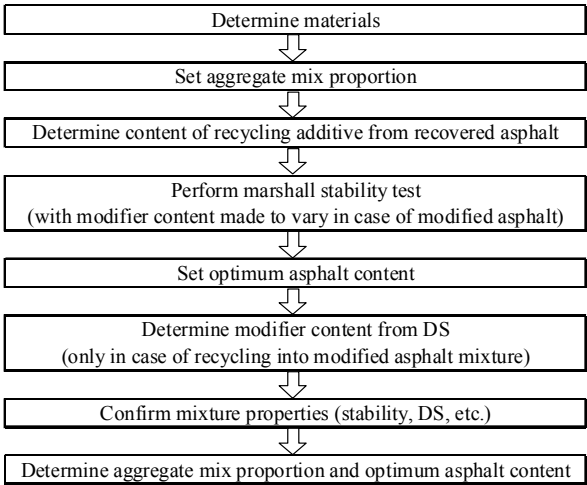 Determine materials
Set aggregate mix proportion
Determine content of recycling additive from recovered asphalt
Perform marshall stability test
(with modifier content made to vary in case of modified asphalt)
Set optimum asphalt content
Determine modifier content from DS
(only in case of recycling into modified asphalt mixture)
Confirm mixture properties (stability, DS, etc.)
Determine aggregate mix proportion and optimum asphalt content